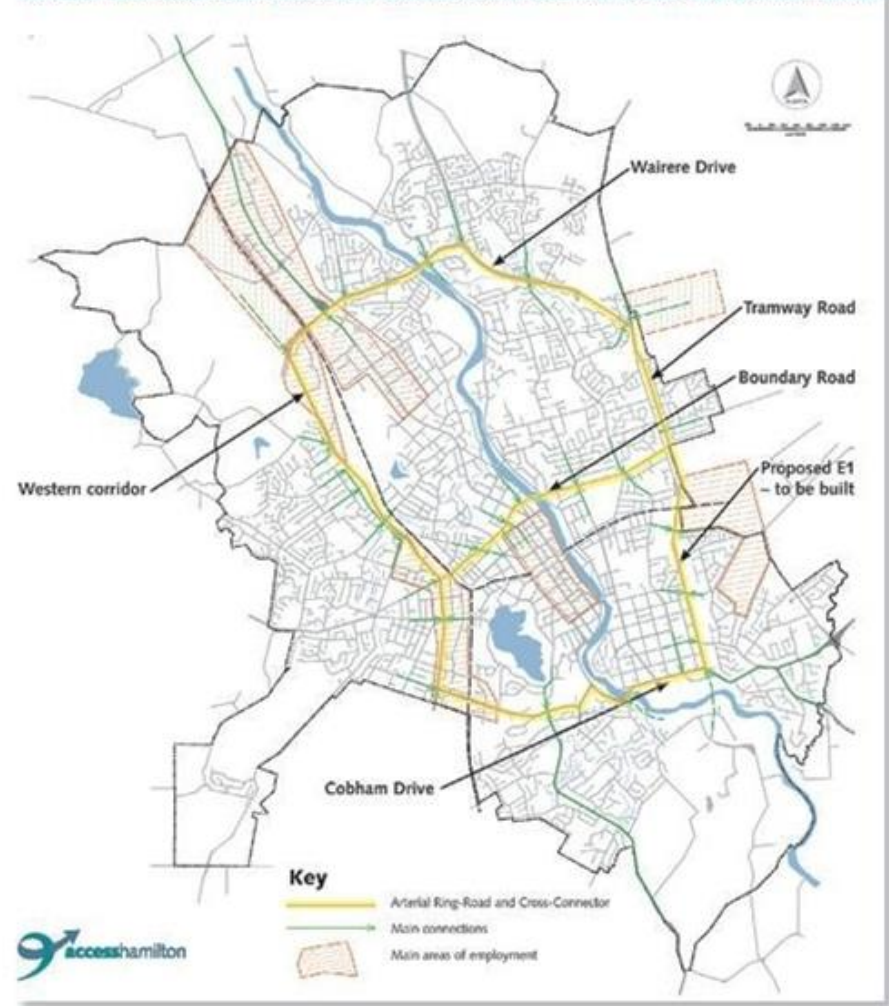 Wairere Drive
Tramway Road
Boundary Road
Proposed E1
– to be built
Western corridor
Cobham Drive
Key
Arterial Ring-Road and Cross-Connector
Main connections
Main areas of employment
accesshamilton